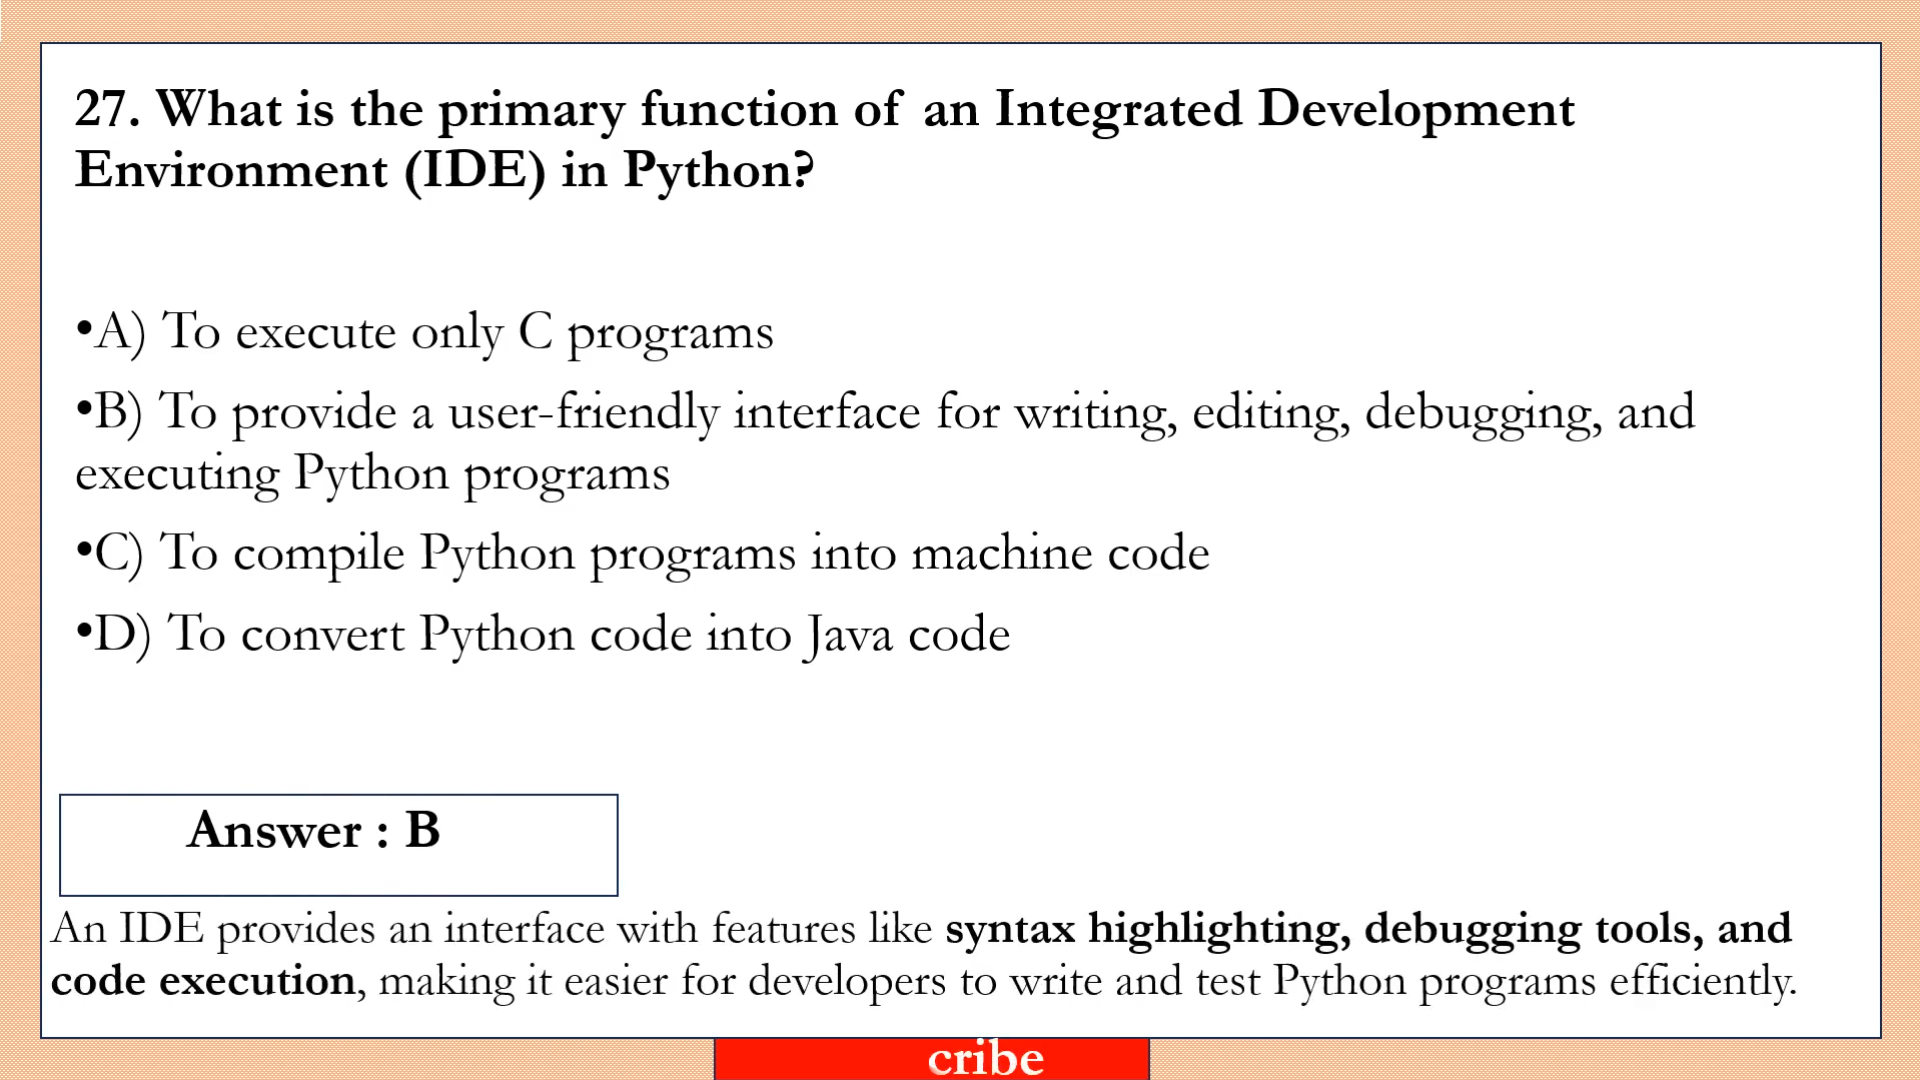 27. What is the primary function of an Integrated Development
Environment (IDE) in Python?
•A) To execute only C programs
•B) To provide a user-friendly interface for writing, editing, debugging, and
executing Python programs
•C) To compile Python programs into machine code
•D) To convert Python code into Java code
Answer : B
An IDE provides an interface with features like syntax highlighting, debugging tools, and
code execution, making it easier for developers to write and test Python programs efficiently.
cribe